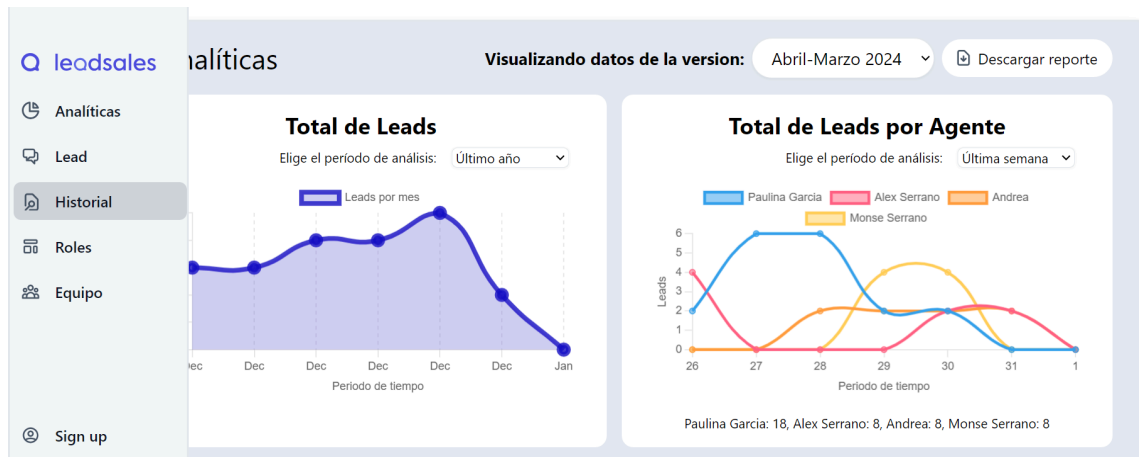 leadsales
Analíticas
Lead
Historial
Roles
Equipo
Sign up
nalíticas
Visualizando datos de la version:
Abril-Marzo 2024
Descargar reporte
Total de Leads
Elige el período de análisis:
Último año
Leads por mes
ec Dec Dec Dec Dec Dec Jan
Periodo de tiempo
Total de Leads por Agente
Elige el período de análisis:
Última semana
Paulina Garcia Alex Serrano Andrea
Monse Serrano
Leads
6
5
4
3
2
1
0
26 27 28 29 30 31 1
Periodo de tiempo
Paulina Garcia: 18, Alex Serrano: 8, Andrea: 8, Monse Serrano: 8